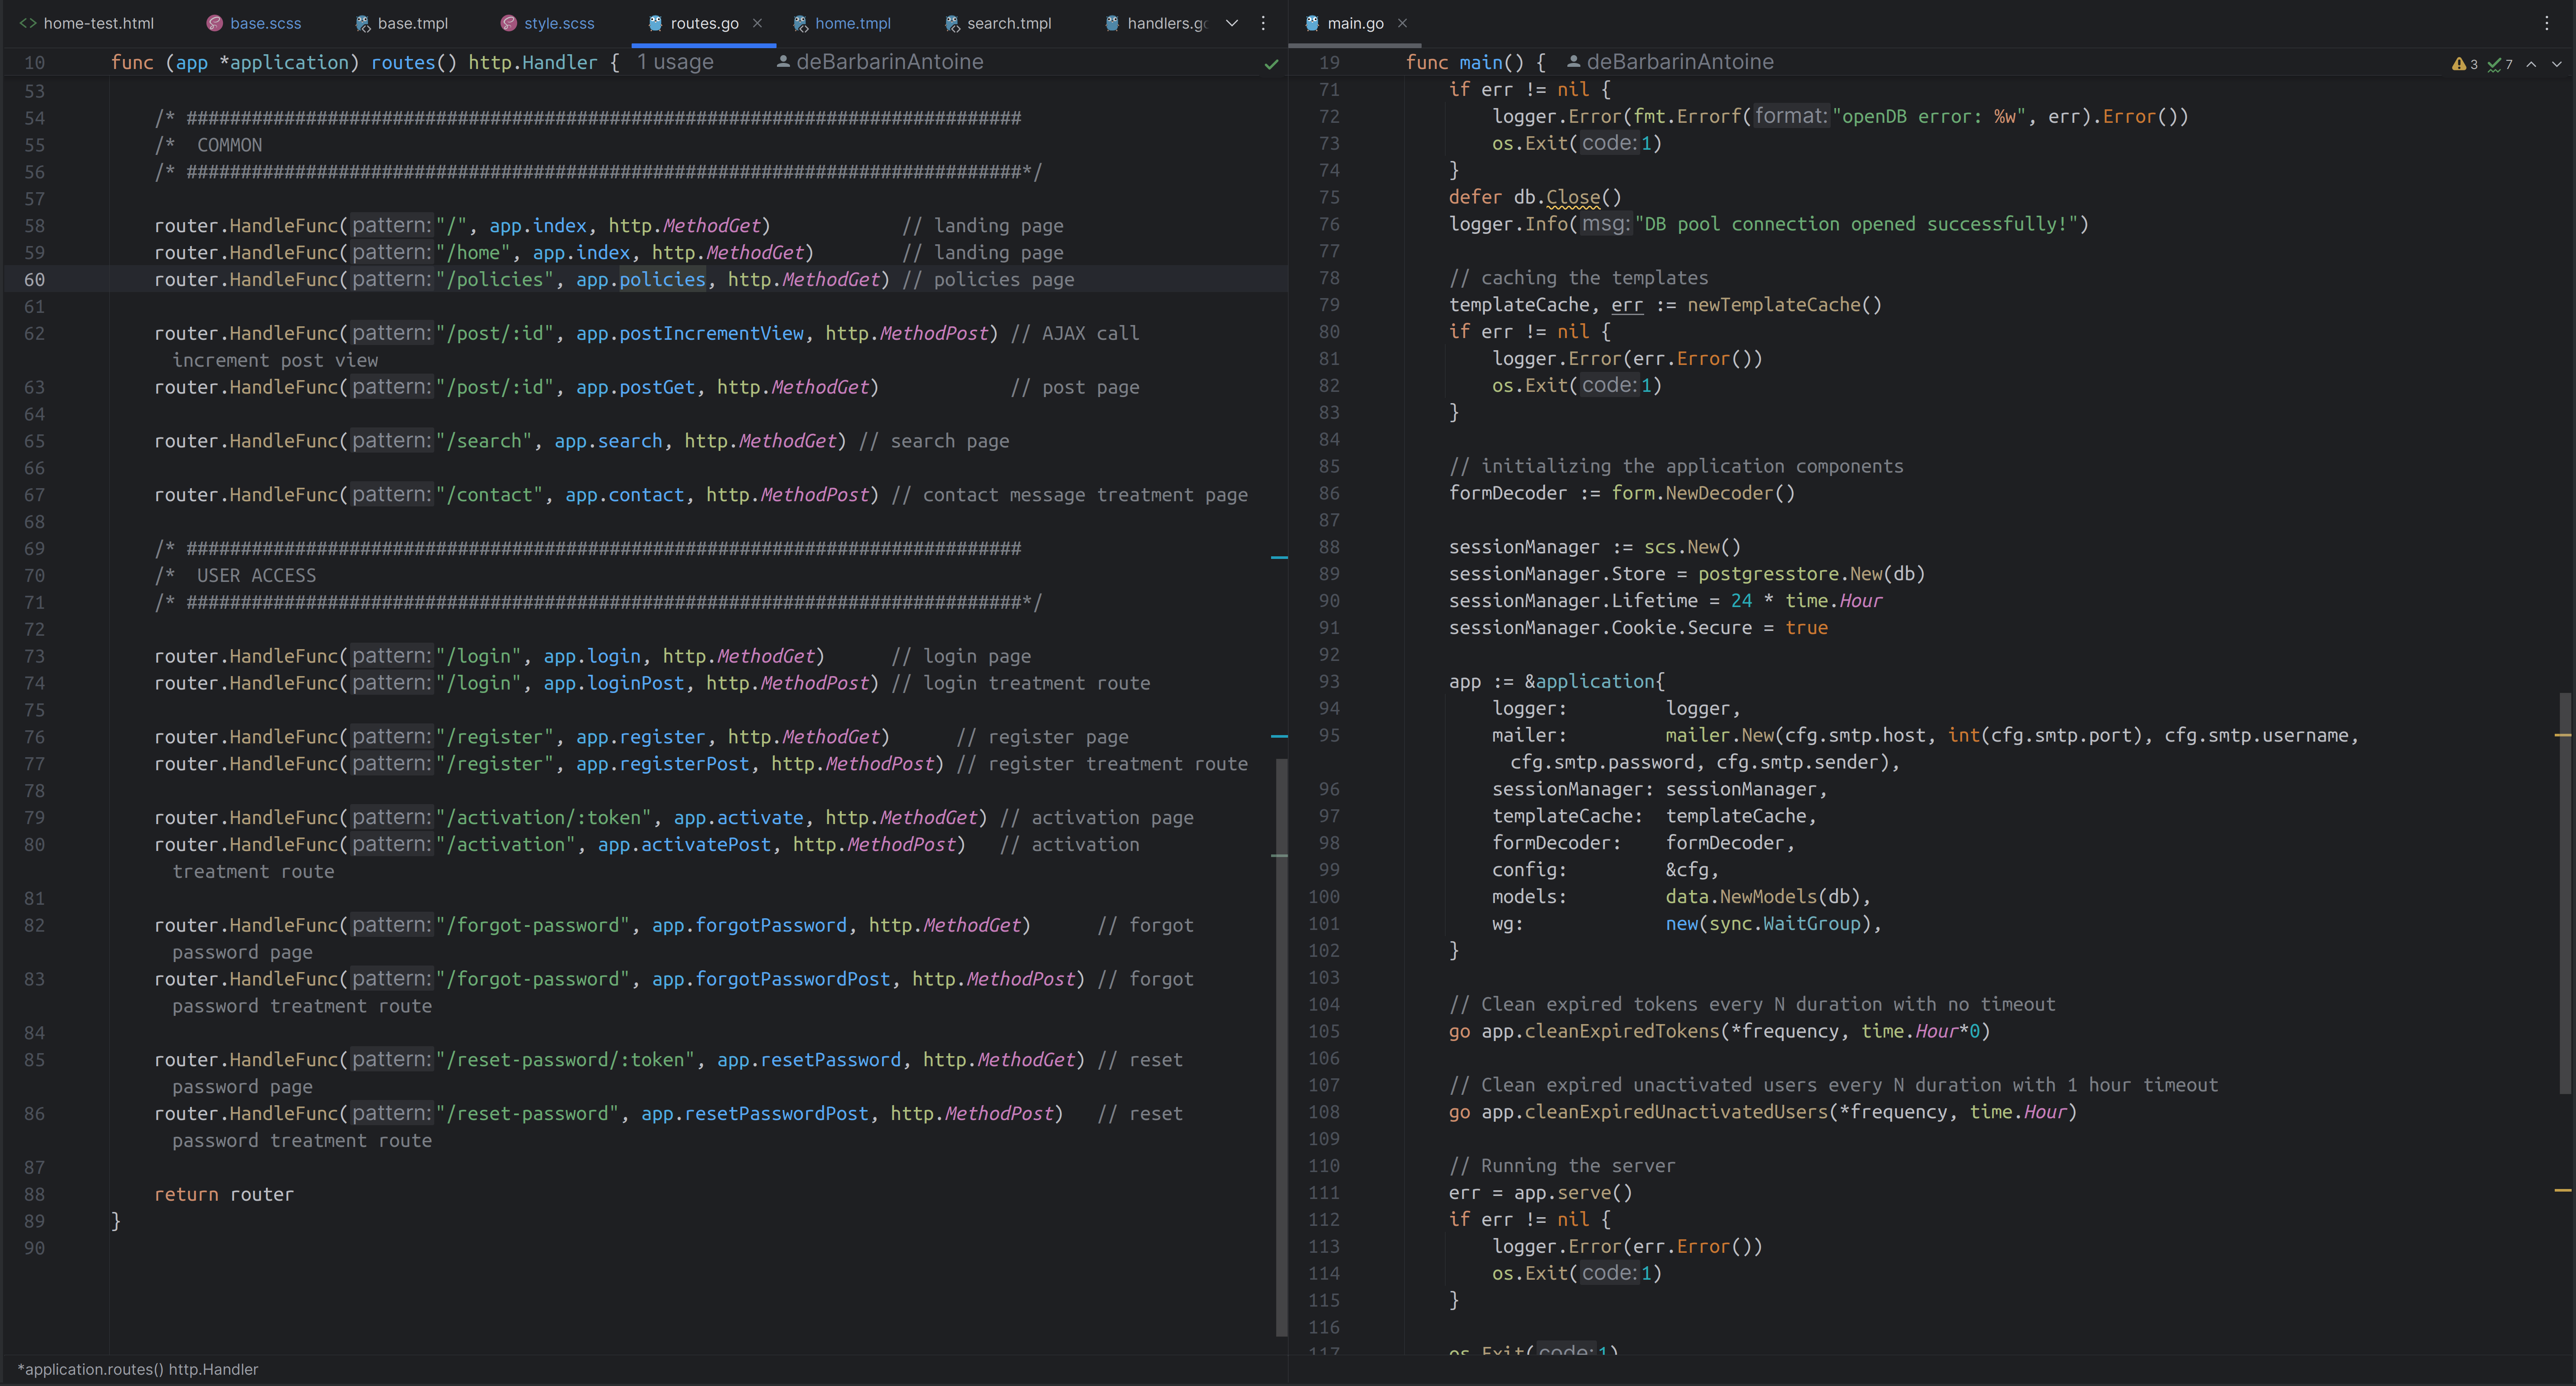 home-test.html base.scss base.tmpl style.scss routes.go home.tmpl search.tmpl handlers.go
10 func (app *application) routes() http.Handler { 1 usage deBarbarinAntoine
53
54 /* #############################################################################
55 /* COMMON
56 /* #############################################################################*/
57
58 router.HandleFunc(pattern: "/", app.index, http.MethodGet) // landing page
59 router.HandleFunc(pattern: "/home", app.index, http.MethodGet) // landing page
60 router.HandleFunc(pattern: "/policies", app.policies, http.MethodGet) // policies page
61
62 router.HandleFunc(pattern: "/post/:id", app.postIncrementView, http.MethodPost) // AJAX call
increment post view
63 router.HandleFunc(pattern: "/post/:id", app.postGet, http.MethodGet) // post page
64
65 router.HandleFunc(pattern: "/search", app.search, http.MethodGet) // search page
66
67 router.HandleFunc(pattern: "/contact", app.contact, http.MethodPost) // contact message treatment page
68
69 /* #############################################################################
70 /* USER ACCESS
71 /* #############################################################################*/
72
73 router.HandleFunc(pattern: "/login", app.login, http.MethodGet) // login page
74 router.HandleFunc(pattern: "/login", app.loginPost, http.MethodPost) // login treatment route
75
76 router.HandleFunc(pattern: "/register", app.register, http.MethodGet) // register page
77 router.HandleFunc(pattern: "/register", app.registerPost, http.MethodPost) // register treatment route
78
79 router.HandleFunc(pattern: "/activation/:token", app.activate, http.MethodGet) // activation page
80 router.HandleFunc(pattern: "/activation", app.activatePost, http.MethodPost) // activation
treatment route
81
82 router.HandleFunc(pattern: "/forgot-password", app.forgotPassword, http.MethodGet) // forgot
password page
83 router.HandleFunc(pattern: "/forgot-password", app.forgotPasswordPost, http.MethodPost) // forgot
password treatment route
84
85 router.HandleFunc(pattern: "/reset-password/:token", app.resetPassword, http.MethodGet) // reset
password page
86 router.HandleFunc(pattern: "/reset-password", app.resetPasswordPost, http.MethodPost) // reset
password treatment route
87
88 return router
89 }
90
*application.routes() http.Handler
main.go
19 func main() { deBarbarinAntoine 3 7
71 if err != nil {
72 logger.Error(fmt.Errorf(format: "openDB error: %w", err).Error())
73 os.Exit(code: 1)
74 }
75 defer db.Close()
76 logger.Info(msg: "DB pool connection opened successfully!")
77
78 // caching the templates
79 templateCache, err := newTemplateCache()
80 if err != nil {
81 logger.Error(err.Error())
82 os.Exit(code: 1)
83 }
84
85 // initializing the application components
86 formDecoder := form.NewDecoder()
87
88 sessionManager := scs.New()
89 sessionManager.Store = postgresstore.New(db)
90 sessionManager.Lifetime = 24 * time.Hour
91 sessionManager.Cookie.Secure = true
92
93 app := &application{
94 logger: logger,
95 mailer: mailer.New(cfg.smtp.host, int(cfg.smtp.port), cfg.smtp.username,
cfg.smtp.password, cfg.smtp.sender),
96 sessionManager: sessionManager,
97 templateCache: templateCache,
98 formDecoder: formDecoder,
99 config: &cfg,
100 models: data.NewModels(db),
101 wg: new(sync.WaitGroup),
102 }
103
104 // Clean expired tokens every N duration with no timeout
105 go app.cleanExpiredTokens(*frequency, time.Hour*0)
106
107 // Clean expired unactivated users every N duration with 1 hour timeout
108 go app.cleanExpiredUnactivatedUsers(*frequency, time.Hour)
109
110 // Running the server
111 err = app.serve()
112 if err != nil {
113 logger.Error(err.Error())
114 os.Exit(code: 1)
115 }
116
117 os.Exit(code: 1)